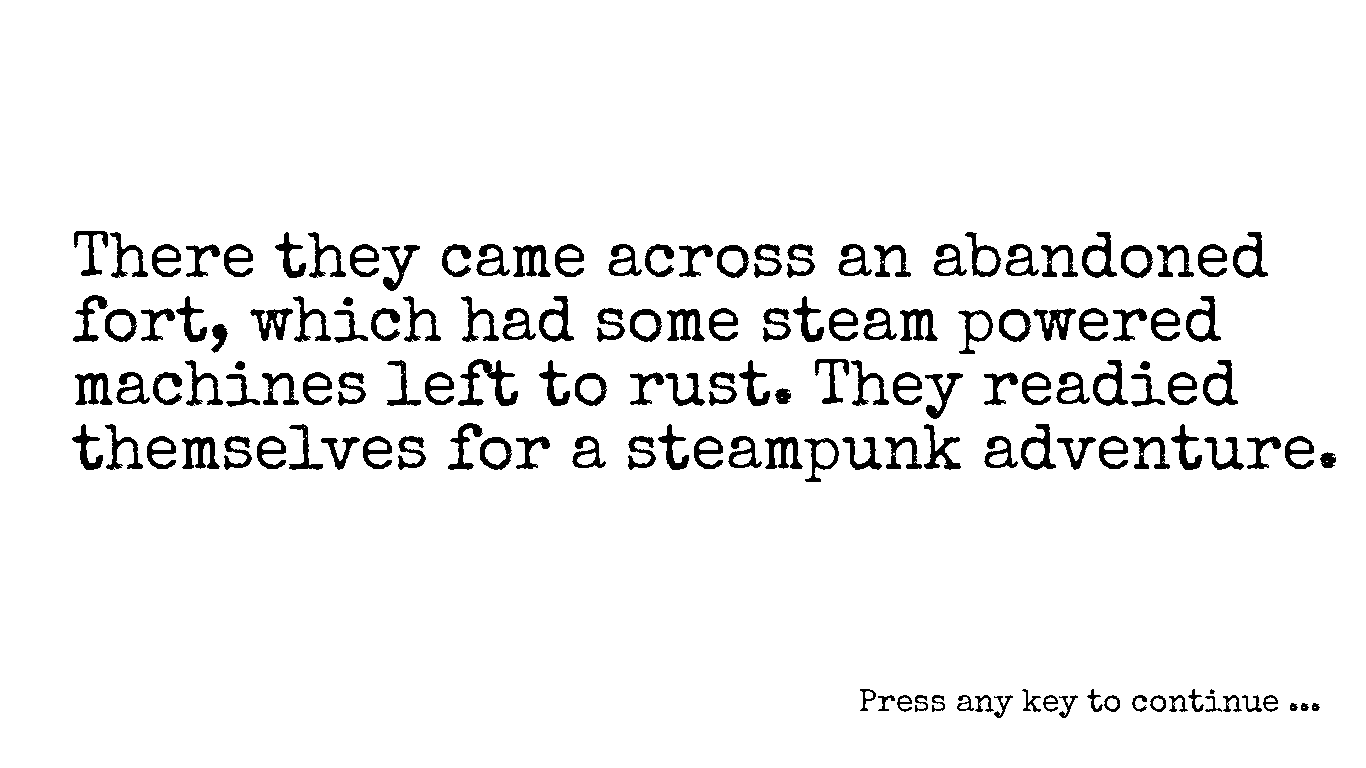 There they came across an abandoned
fort, which had some steam powered
machines left to rust. They readied
themselves for a steampunk adventure.
Press any key to continue ...